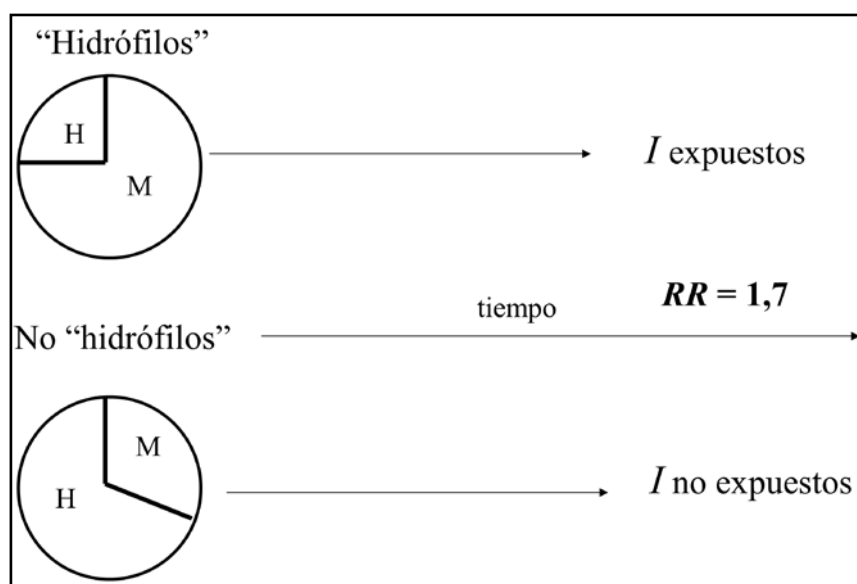 “Hidrófilos”
H
M
I expuestos
tiempo
RR = 1,7
No “hidrófilos”
M
H
I no expuestos